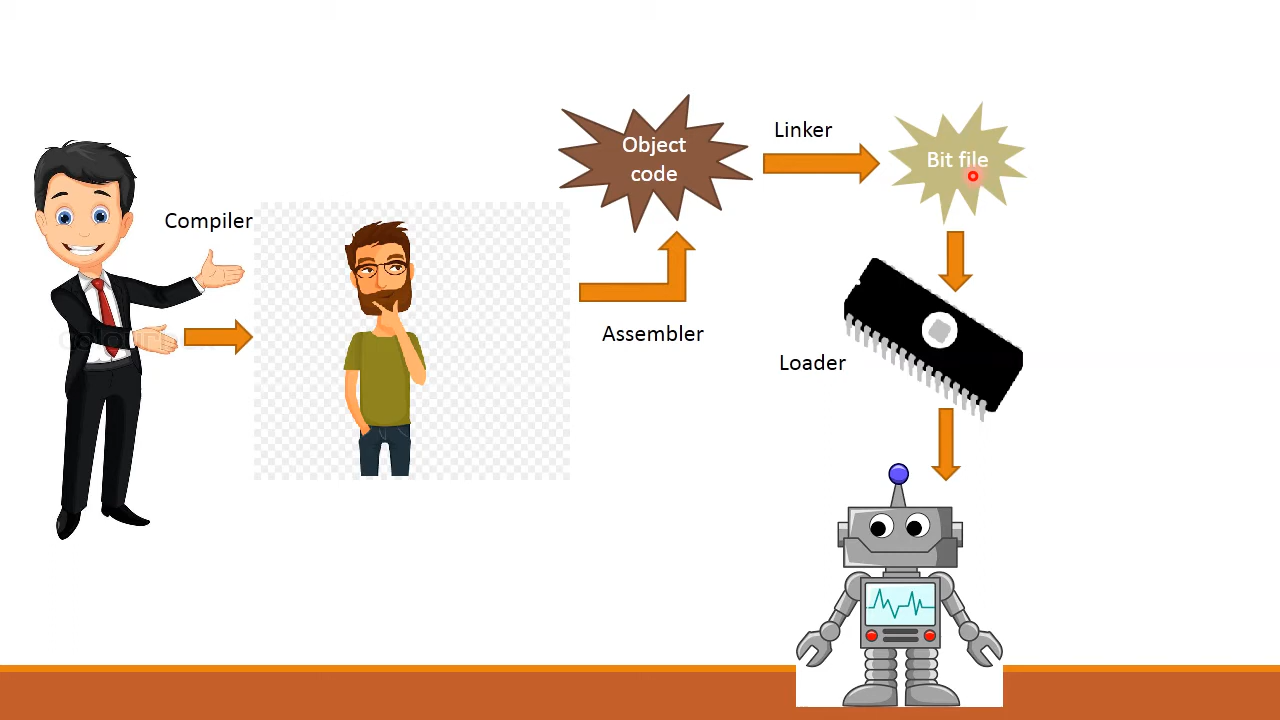 Compiler
Object
code
Linker
Bit file
Assembler
Loader